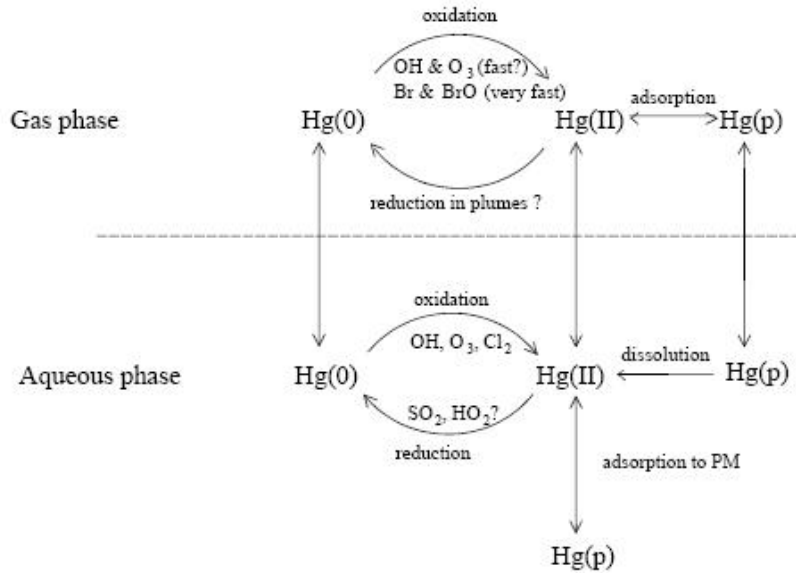 oxidation
OH & O3 (fast?)
Br & BrO (very fast)
adsorption
Gas phase
Hg(0)
Hg(II)
Hg(p)
reduction in plumes ?
oxidation
OH, O3, Cl2
dissolution
Aqueous phase
Hg(0)
Hg(II)
Hg(p)
SO2, HO2?
reduction
adsorption to PM
Hg(p)